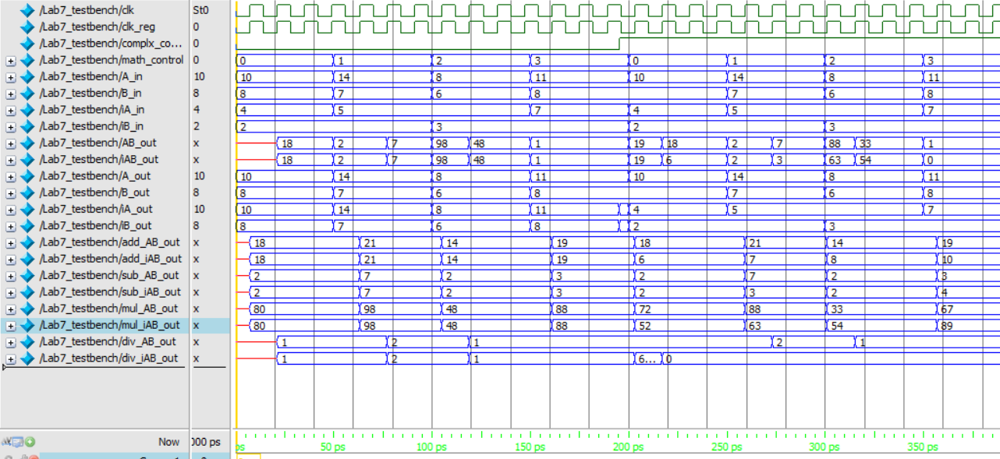 /Lab7_testbench/clk St0
/Lab7_testbench/clk_reg 0
/Lab7_testbench/complx_co... 0
/Lab7_testbench/math_control 0 0 1 2 3 0 1 2 3
/Lab7_testbench/A_in 10 10 14 8 11 10 14 8 11
/Lab7_testbench/B_in 8 8 7 6 8 7 6 8
/Lab7_testbench/iA_in 4 4 5 7 4 5 7
/Lab7_testbench/iB_in 2 2 3 2 3
/Lab7_testbench/AB_out x 18 2 7 98 48 1 19 18 2 7 88 33 1
/Lab7_testbench/iAB_out x 18 2 7 98 48 1 19 6 2 3 63 54 0
/Lab7_testbench/A_out 10 10 14 8 11 10 14 8 11
/Lab7_testbench/B_out 8 8 7 6 8 7 6 8
/Lab7_testbench/iA_out 10 10 14 8 11 4 5 7
/Lab7_testbench/iB_out 8 8 7 6 8 2 3
/Lab7_testbench/add_AB_out x 18 21 14 19 18 21 14 19
/Lab7_testbench/add_iAB_out x 18 21 14 19 6 7 8 10
/Lab7_testbench/sub_AB_out x 2 7 2 3 2 7 2 3
/Lab7_testbench/sub_iAB_out x 2 7 2 3 2 3 2 4
/Lab7_testbench/mul_AB_out x 80 98 48 88 72 88 33 67
/Lab7_testbench/mul_iAB_out x 80 98 48 88 52 63 54 89
/Lab7_testbench/div_AB_out x 1 2 1 2 1
/Lab7_testbench/div_iAB_out x 1 2 1 6... 0
Now 000 ps ps 50 ps 100 ps 150 ps 200 ps 250 ps 300 ps 350 ps